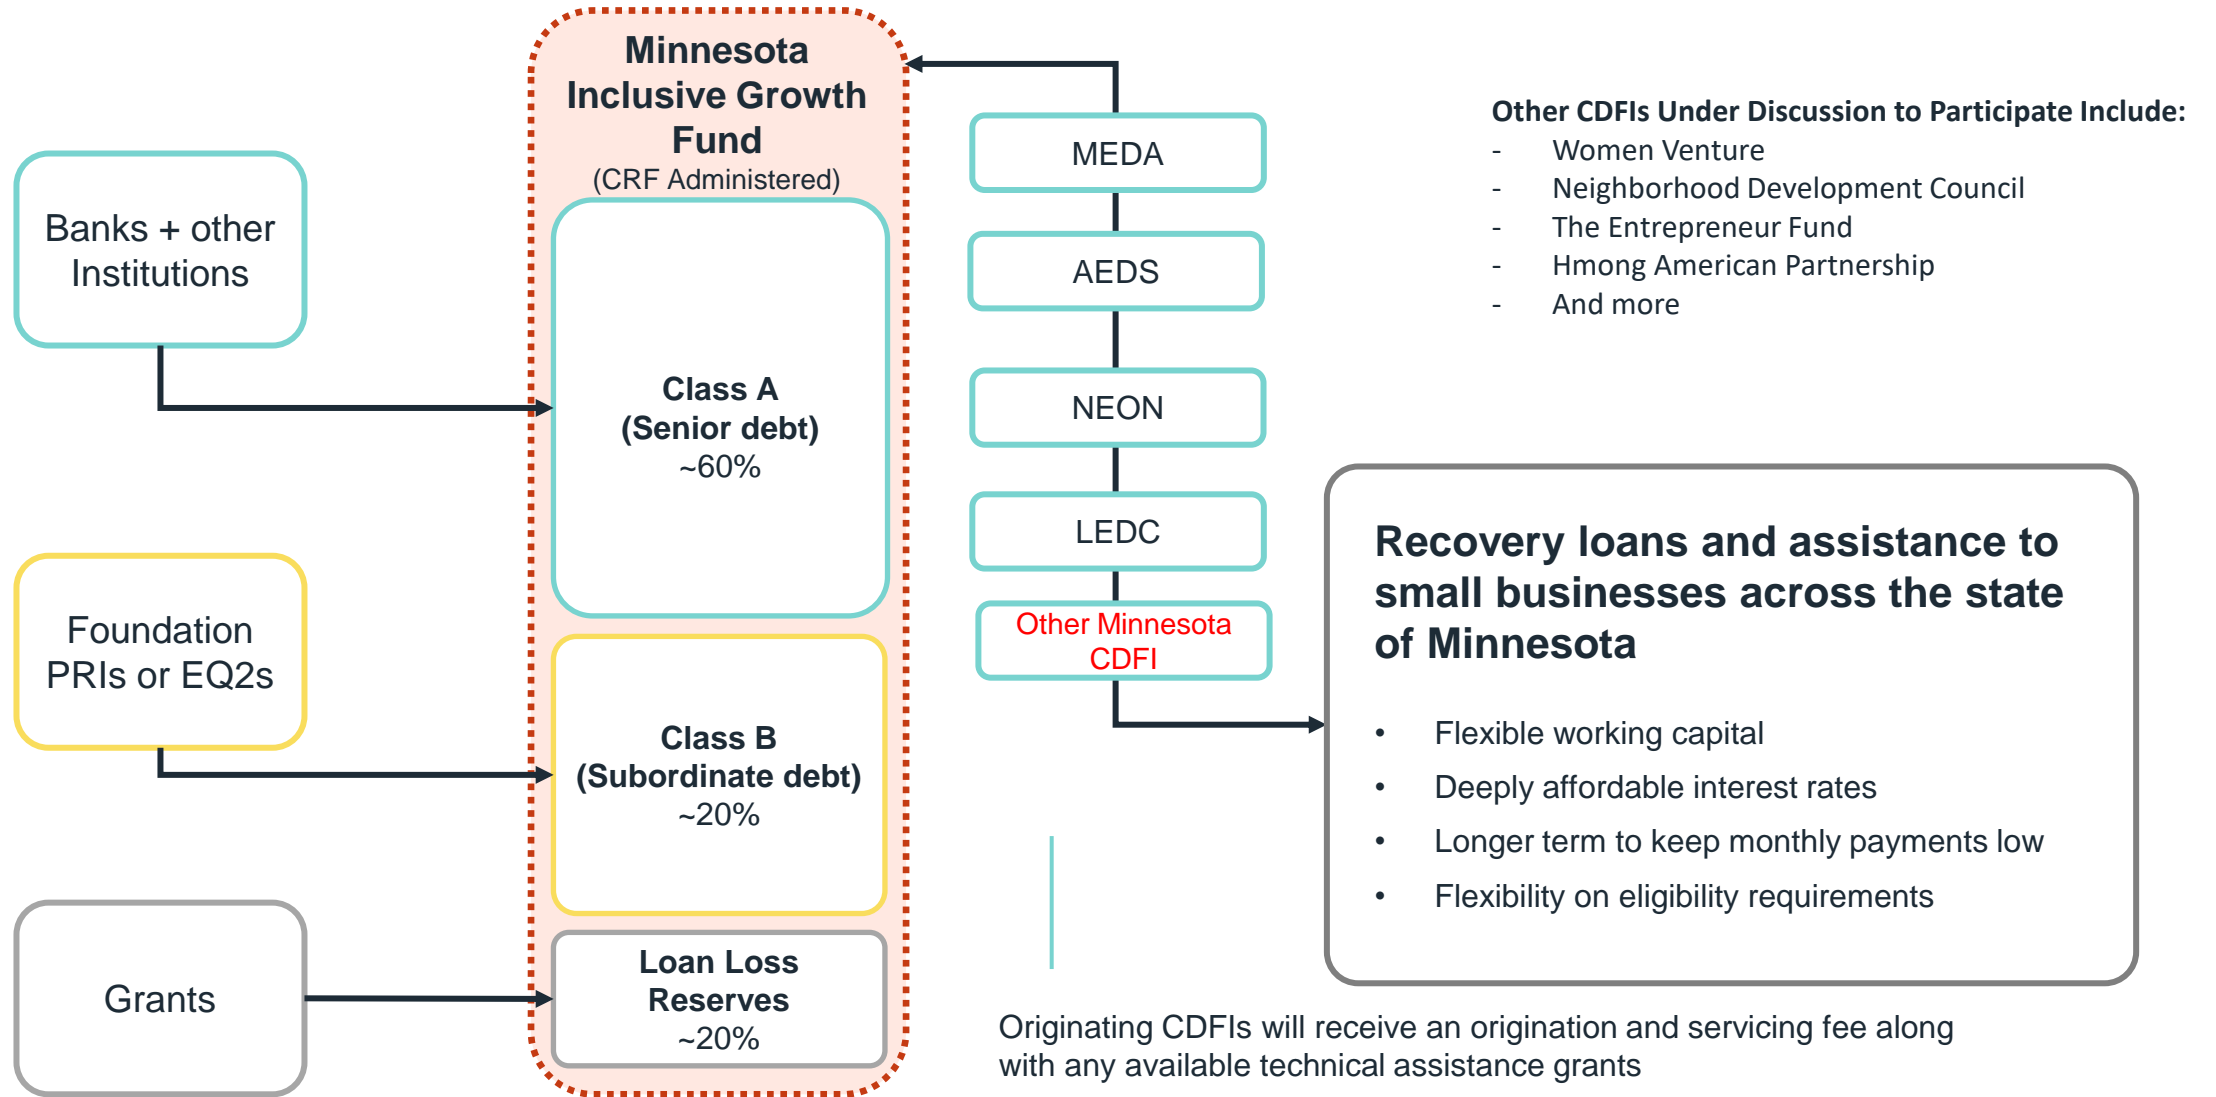 Minnesota
Inclusive Growth
Fund
(CRF Administered)
Banks + other
Institutions
Foundation
PRIs or EQ2s
Grants
Class A
(Senior debt)
~60%
Class B
(Subordinate debt)
~20%
Loan Loss
Reserves
~20%
MEDA
AEDS
NEON
LEDC
Other Minnesota
CDFI
Other CDFIs Under Discussion to Participate Include:
- Women Venture
- Neighborhood Development Council
- The Entrepreneur Fund
- Hmong American Partnership
- And more
Recovery loans and assistance to
small businesses across the state
of Minnesota
• Flexible working capital
• Deeply affordable interest rates
• Longer term to keep monthly payments low
• Flexibility on eligibility requirements
Originating CDFIs will receive an origination and servicing fee along
with any available technical assistance grants